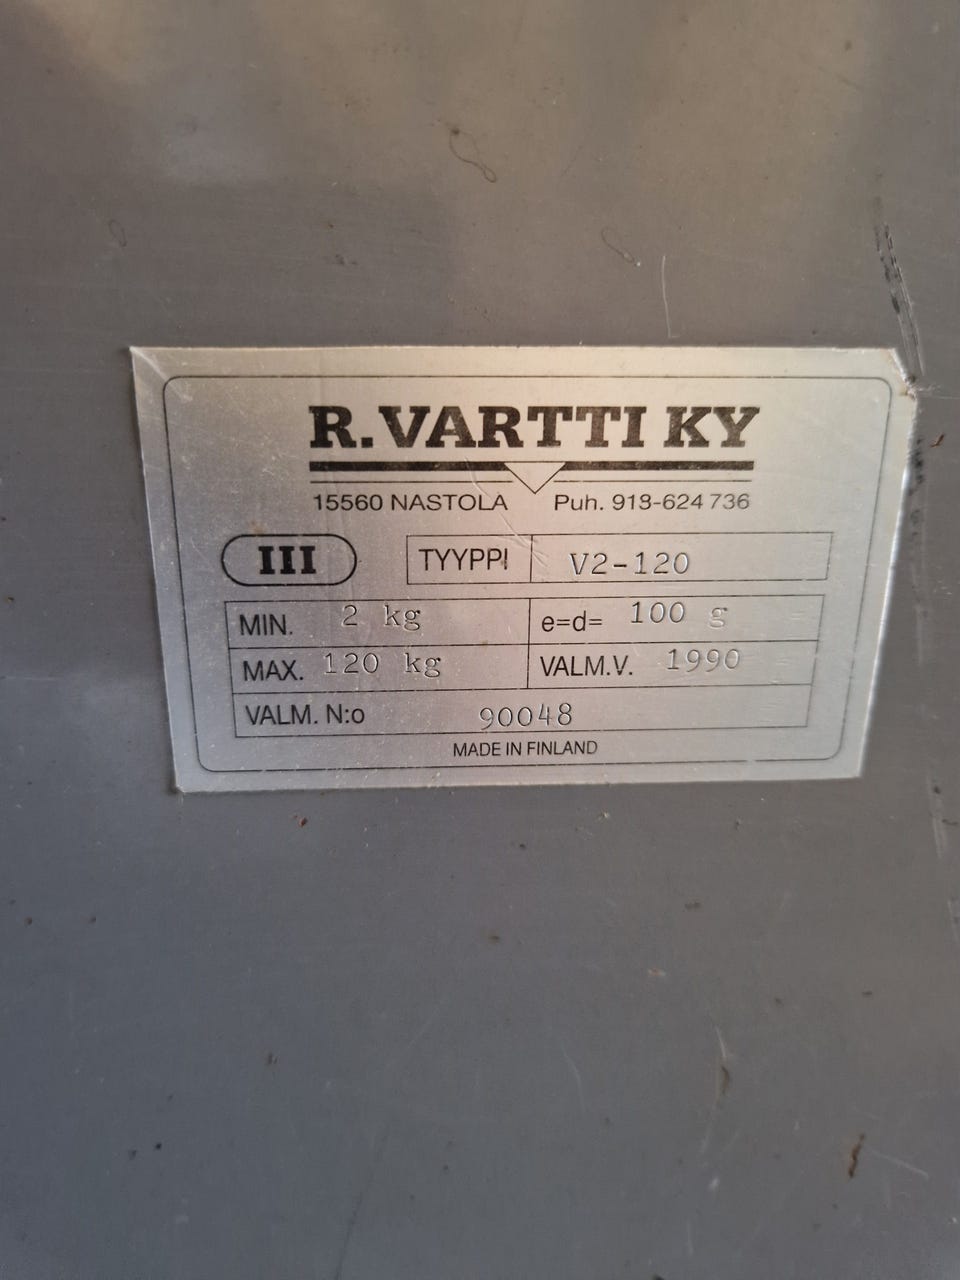 R. VARTTI KY
15560 NASTOLA Puh. 918-624 736
III TYYPPI V2-120
MIN. 2 kg e=d= 100 g
MAX. 120 kg VALM.V. 1990
VALM. N:o 90048
MADE IN FINLAND